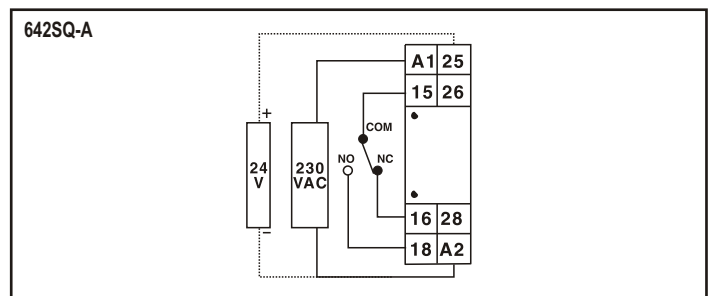 642SQ-A
A1 25
15 26
+
COM
NO
NC
24
V
230
VAC
–
16 28
18 A2